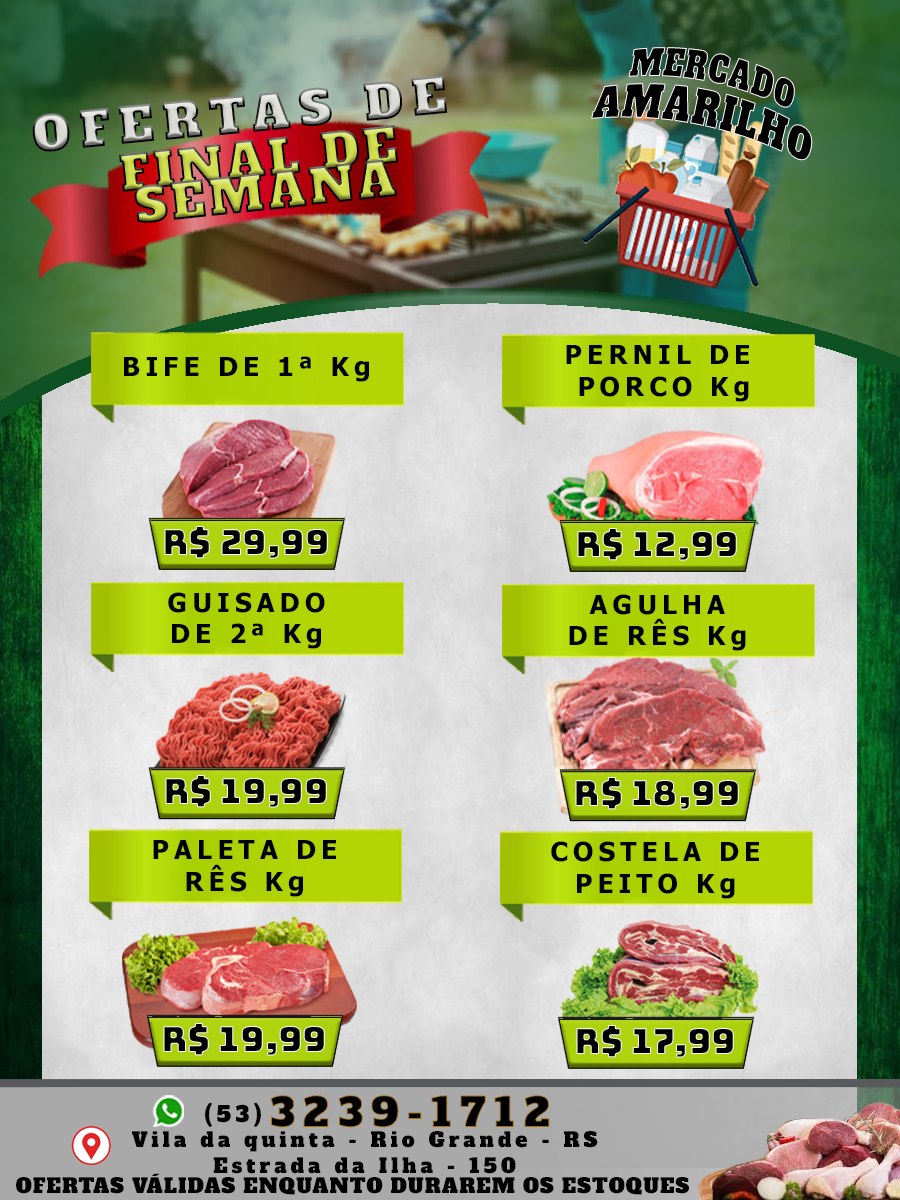 OFERTAS DE
FINAL DE
SEMANA
MERCADO
AMARILHO
BIFE DE 1ª Kg
R$ 29,99
PERNIL DE
PORCO Kg
R$ 12,99
GUISADO
DE 2ª Kg
R$ 19,99
AGULHA
DE RÊS Kg
R$ 18,99
PALETA DE
RÊS Kg
R$ 19,99
COSTELA DE
PEITO Kg
R$ 17,99
(53) 3239-1712
Vila da quinta - Rio Grande - RS
Estrada da Ilha - 150
OFERTAS VÁLIDAS ENQUANTO DURAREM OS ESTOQUES